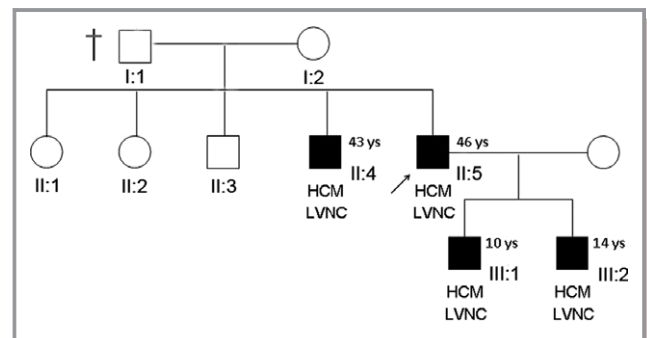 †
I:1
I:2
43 ys
46 ys
II:1
II:2
II:3
II:4
II:5
HCM
LVNC
HCM
LVNC
10 ys
14 ys
III:1
III:2
HCM
LVNC
HCM
LVNC